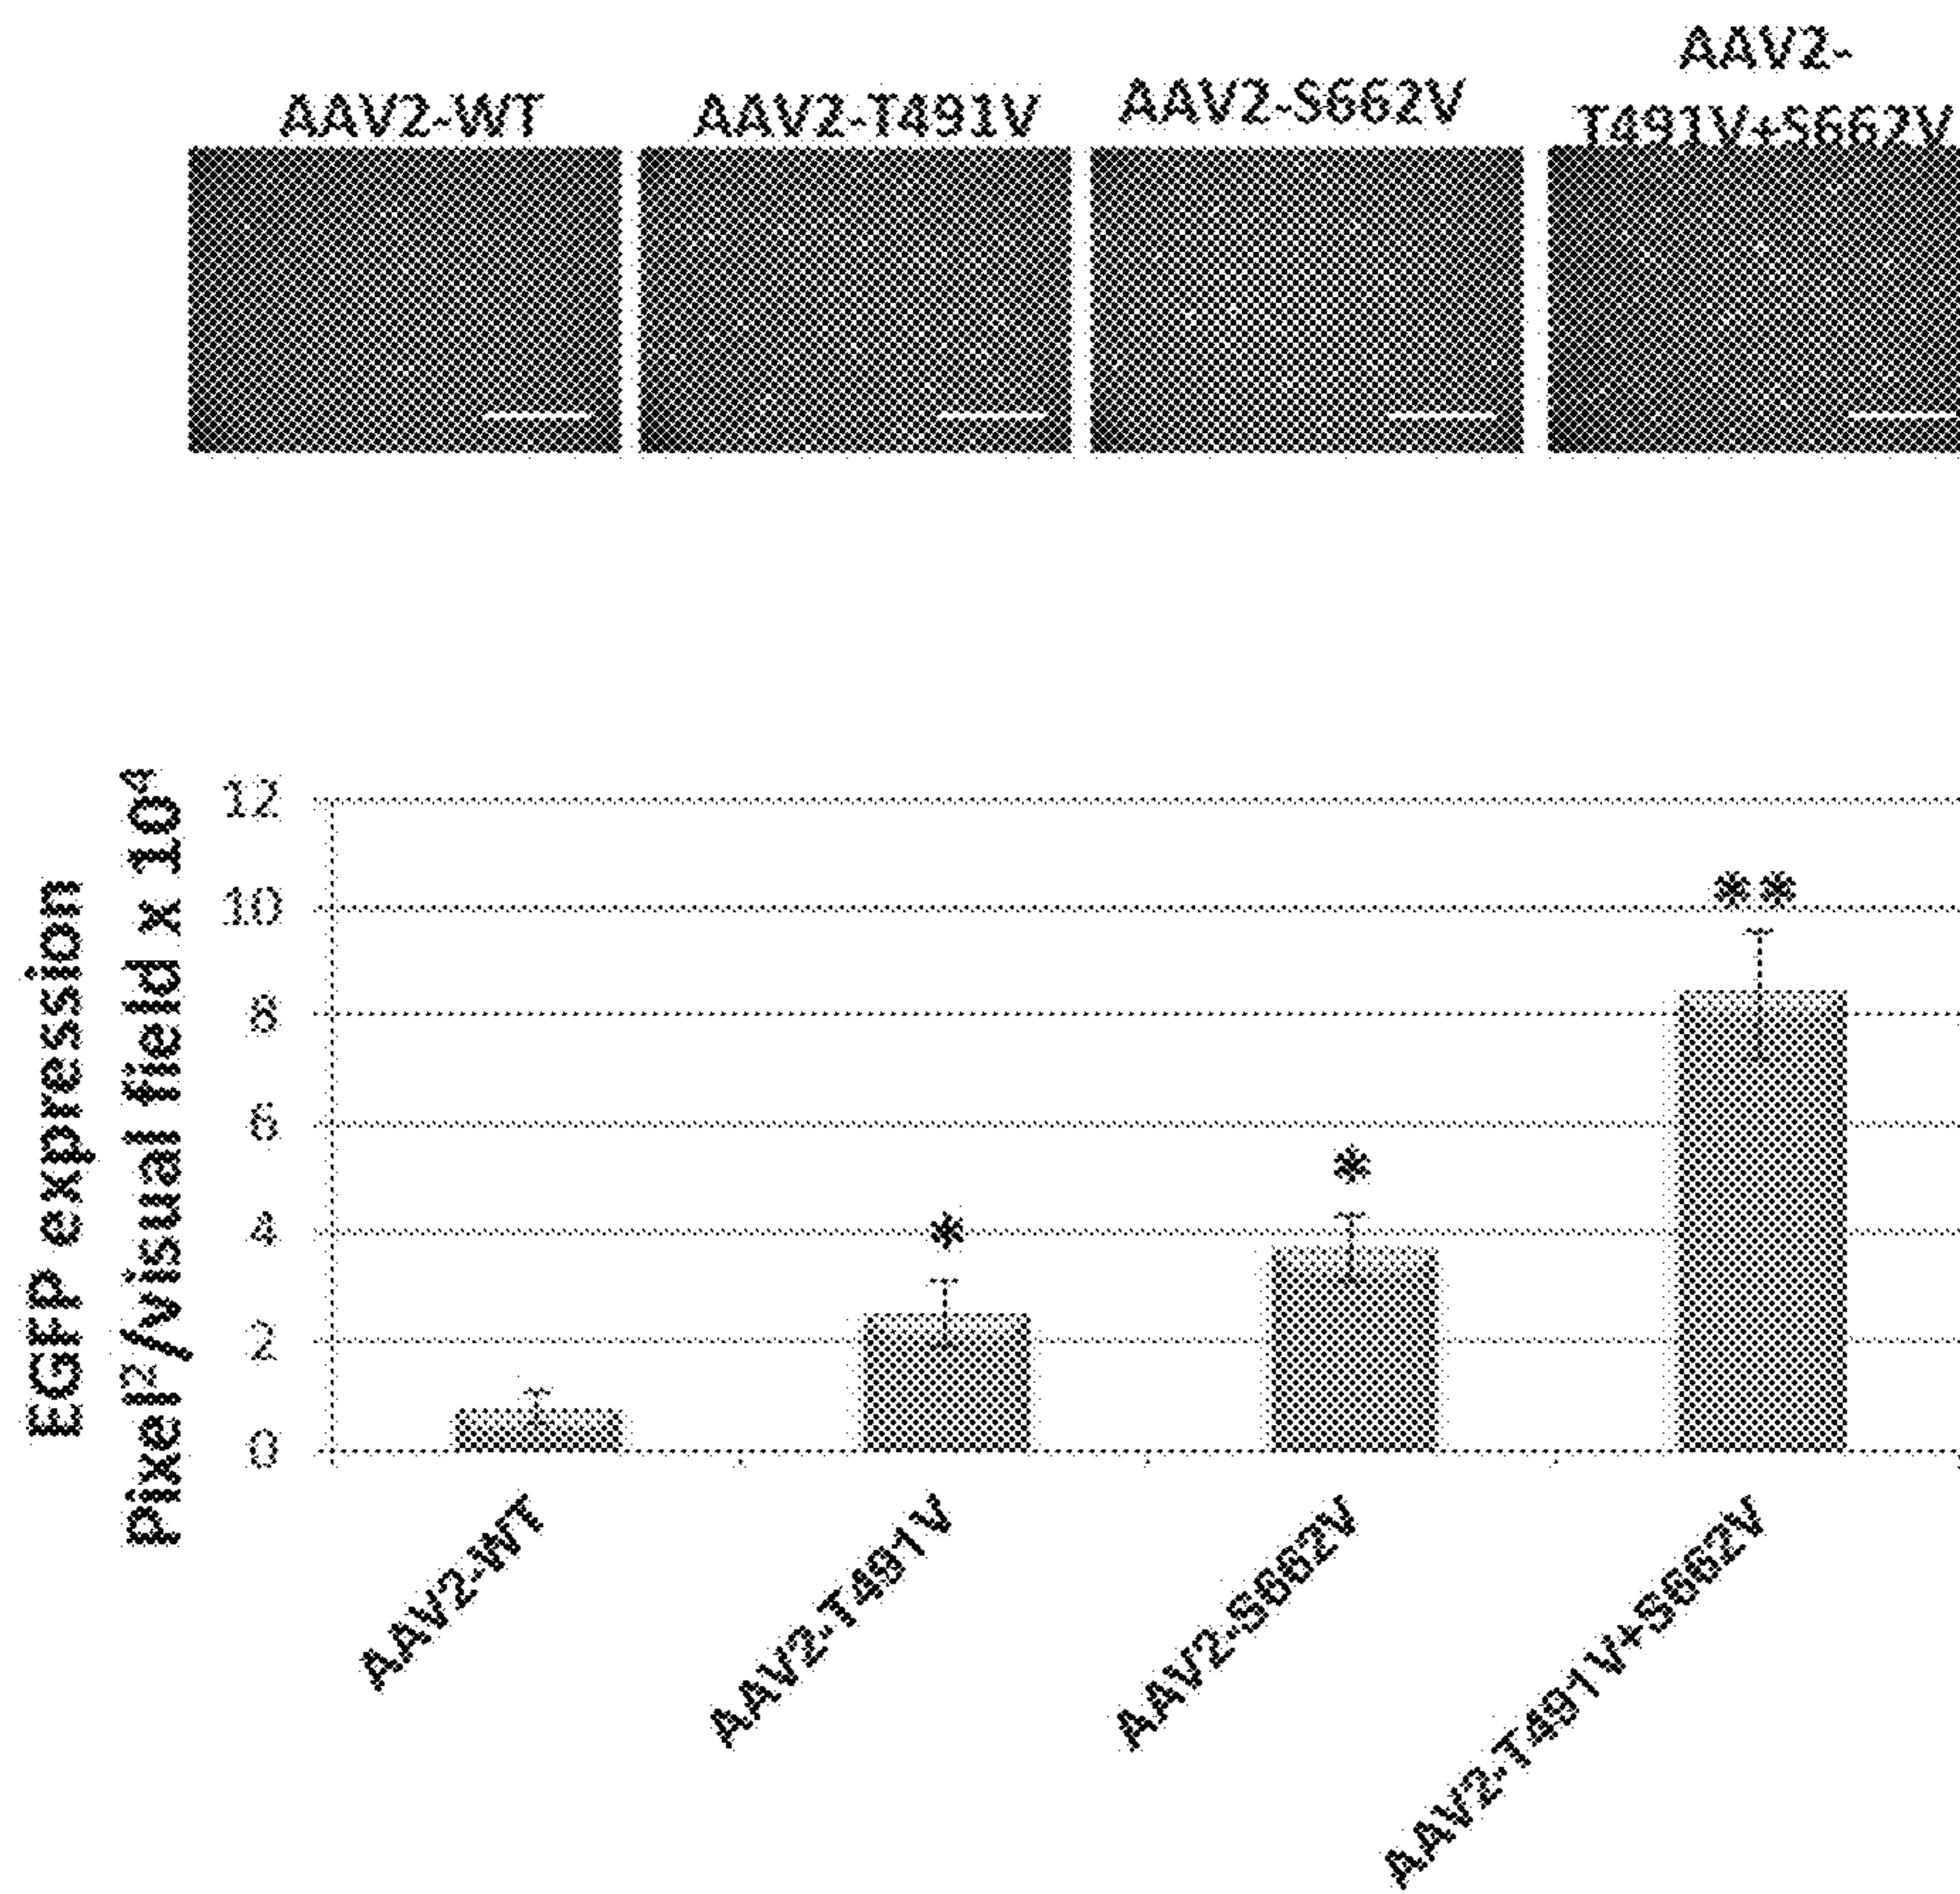 AAV2-WT
AAV2-T491V
AAV2-S662V
AAV2-
T491V+S662V
EGFP expression
pixel²/visual field x 10⁴
12
10
**
8
6
*
4
*
2
0
AAV2-WT
AAV2-T491V
AAV2-S662V
AAV2-T491V+S662V